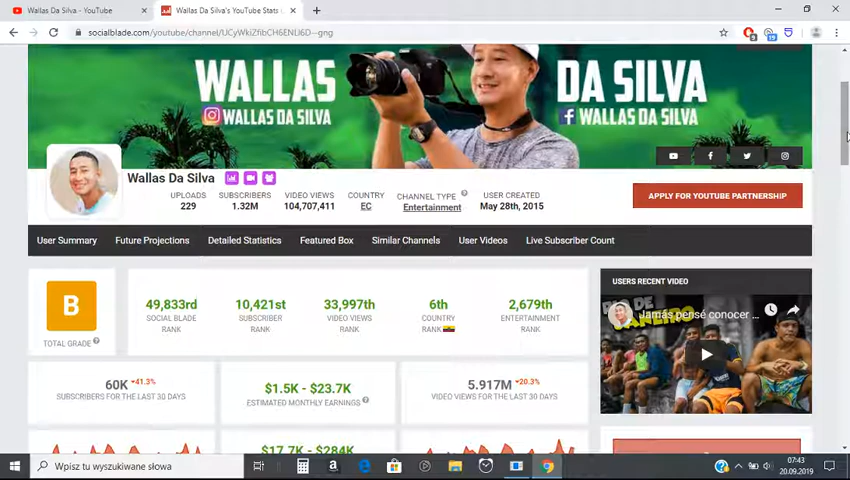 Wallas Da Silva - YouTube
Wallas Da Silva's YouTube Stats
socialblade.com/youtube/channel/
WALLAS DA SILVA
WALLAS DA SILVA
WALLAS DA SILVA
Wallas Da Silva
UPLOADS
229
SUBSCRIBERS
1.32M
VIDEO VIEWS
104,707,411
COUNTRY
EC
CHANNEL TYPE
Entertainment
USER CREATED
May 28th, 2015
APPLY FOR YOUTUBE PARTNERSHIP
User Summary
Future Projections
Detailed Statistics
Featured Box
Similar Channels
User Videos
Live Subscriber Count
B
TOTAL GRADE
49,833rd
SOCIAL BLADE
RANK
10,421st
SUBSCRIBER
RANK
33,997th
VIDEO VIEWS
RANK
6th
COUNTRY
RANK
2,679th
ENTERTAINMENT
RANK
USERS RECENT VIDEO
Jamás pensé conocer ...
RIO DE
JANEIRO
60K 41.3%
SUBSCRIBERS FOR THE LAST 30 DAYS
$1.5K - $23.7K
ESTIMATED MONTHLY EARNINGS
5.917M 20.3%
VIDEO VIEWS FOR THE LAST 30 DAYS
$17.7K - $284K
Wpisz tu wyszukiwane słowa
07:43
20.09.2019